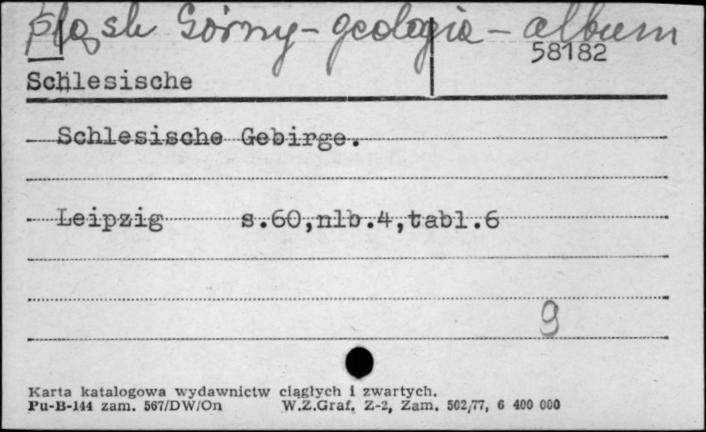 Śląsk Górny - geologia - album
58182
Schlesische
Schlesische Gebirge.
Leipzig s.60,nlb.4,tabl.6
9
Karta katalogowa wydawnictw ciągłych i zwartych.
Pu-B-144 zam. 567/DW/On W.Z.Graf. Z-2, Zam. 502/77, 6 400 000